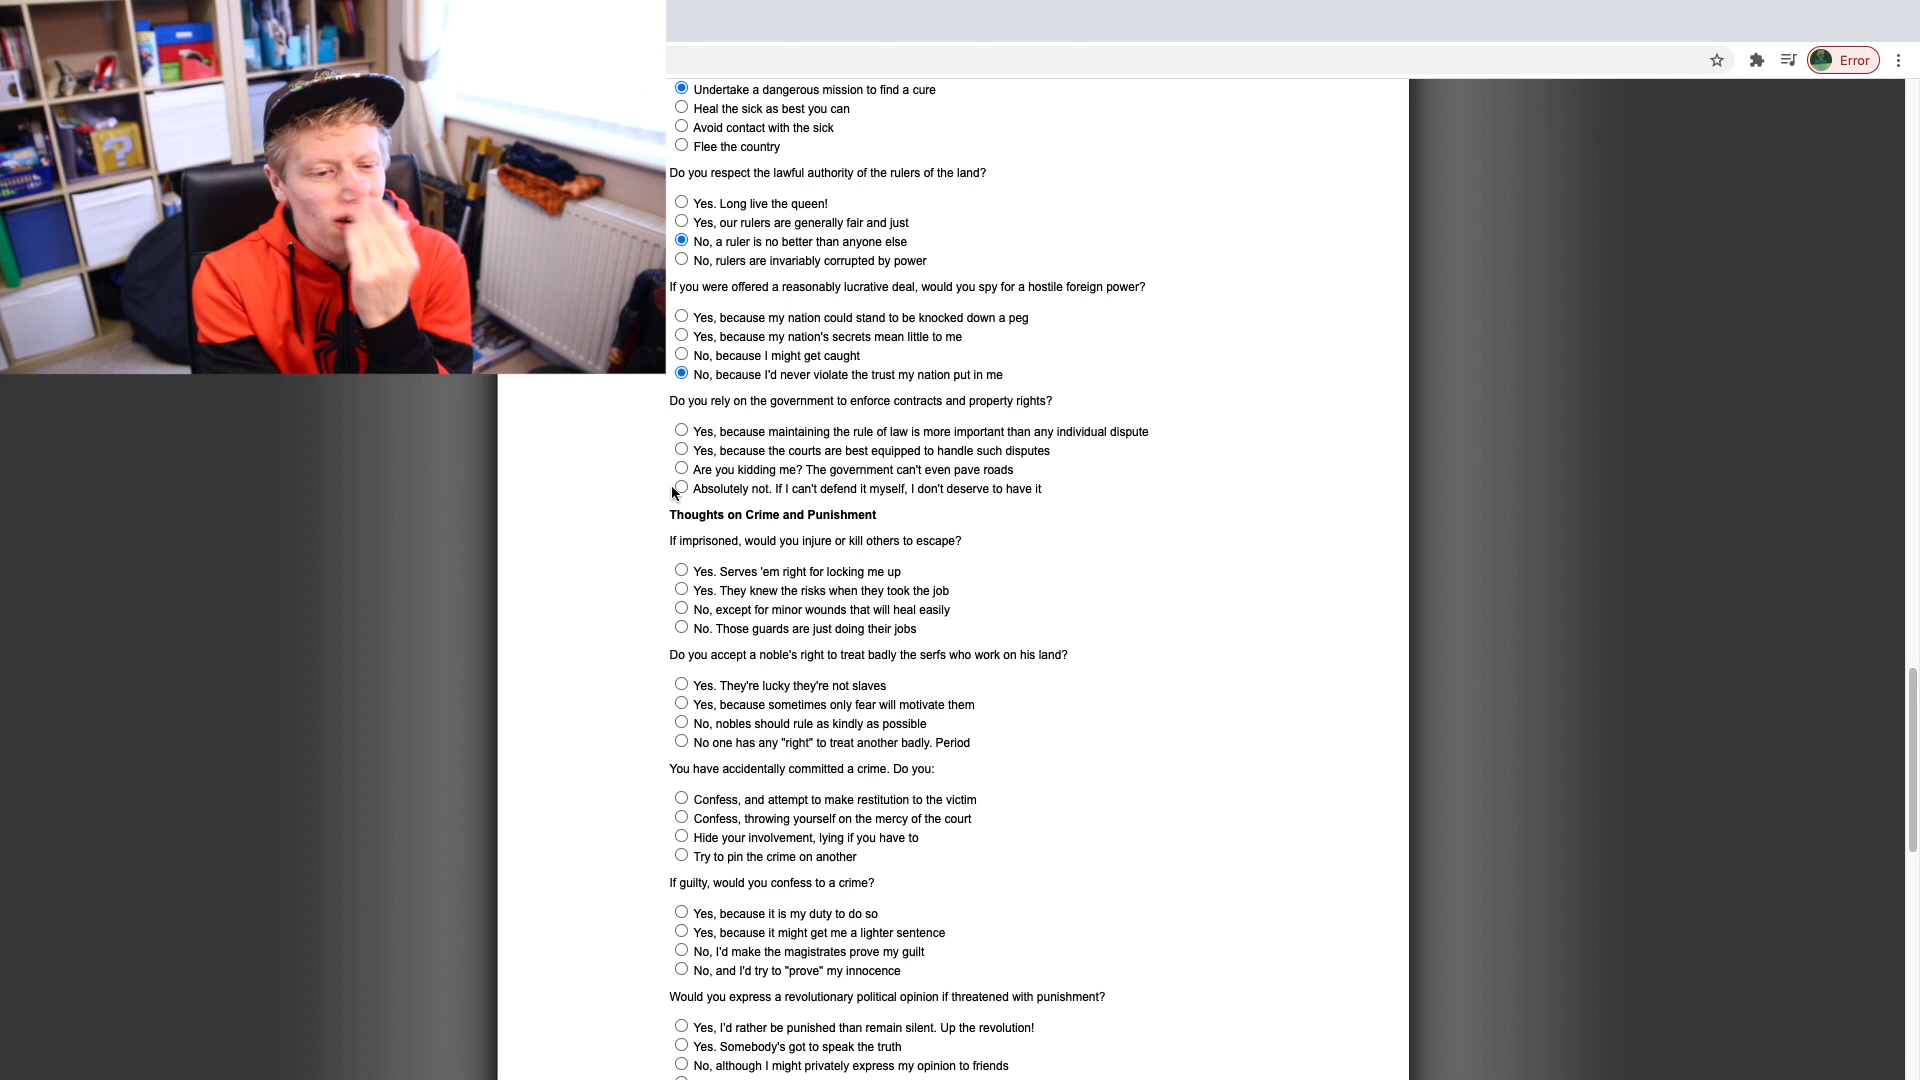 Error
Undertake a dangerous mission to find a cure
Heal the sick as best you can
Avoid contact with the sick
Flee the country
Do you respect the lawful authority of the rulers of the land?
Yes. Long live the queen!
Yes, our rulers are generally fair and just
No, a ruler is no better than anyone else
No, rulers are invariably corrupted by power
If you were offered a reasonably lucrative deal, would you spy for a hostile foreign power?
Yes, because my nation could stand to be knocked down a peg
Yes, because my nation's secrets mean little to me
No, because I might get caught
No, because I'd never violate the trust my nation put in me
Do you rely on the government to enforce contracts and property rights?
Yes, because maintaining the rule of law is more important than any individual dispute
Yes, because the courts are best equipped to handle such disputes
Are you kidding me? The government can't even pave roads
Absolutely not. If I can't defend it myself, I don't deserve to have it
Thoughts on Crime and Punishment
If imprisoned, would you injure or kill others to escape?
Yes. Serves 'em right for locking me up
Yes. They knew the risks when they took the job
No, except for minor wounds that will heal easily
No. Those guards are just doing their jobs
Do you accept a noble's right to treat badly the serfs who work on his land?
Yes. They're lucky they're not slaves
Yes, because sometimes only fear will motivate them
No, nobles should rule as kindly as possible
No one has any "right" to treat another badly. Period
You have accidentally committed a crime. Do you:
Confess, and attempt to make restitution to the victim
Confess, throwing yourself on the mercy of the court
Hide your involvement, lying if you have to
Try to pin the crime on another
If guilty, would you confess to a crime?
Yes, because it is my duty to do so
Yes, because it might get me a lighter sentence
No, I'd make the magistrates prove my guilt
No, and I'd try to "prove" my innocence
Would you express a revolutionary political opinion if threatened with punishment?
Yes, I'd rather be punished than remain silent. Up the revolution!
Yes. Somebody's got to speak the truth
No, although I might privately express my opinion to friends